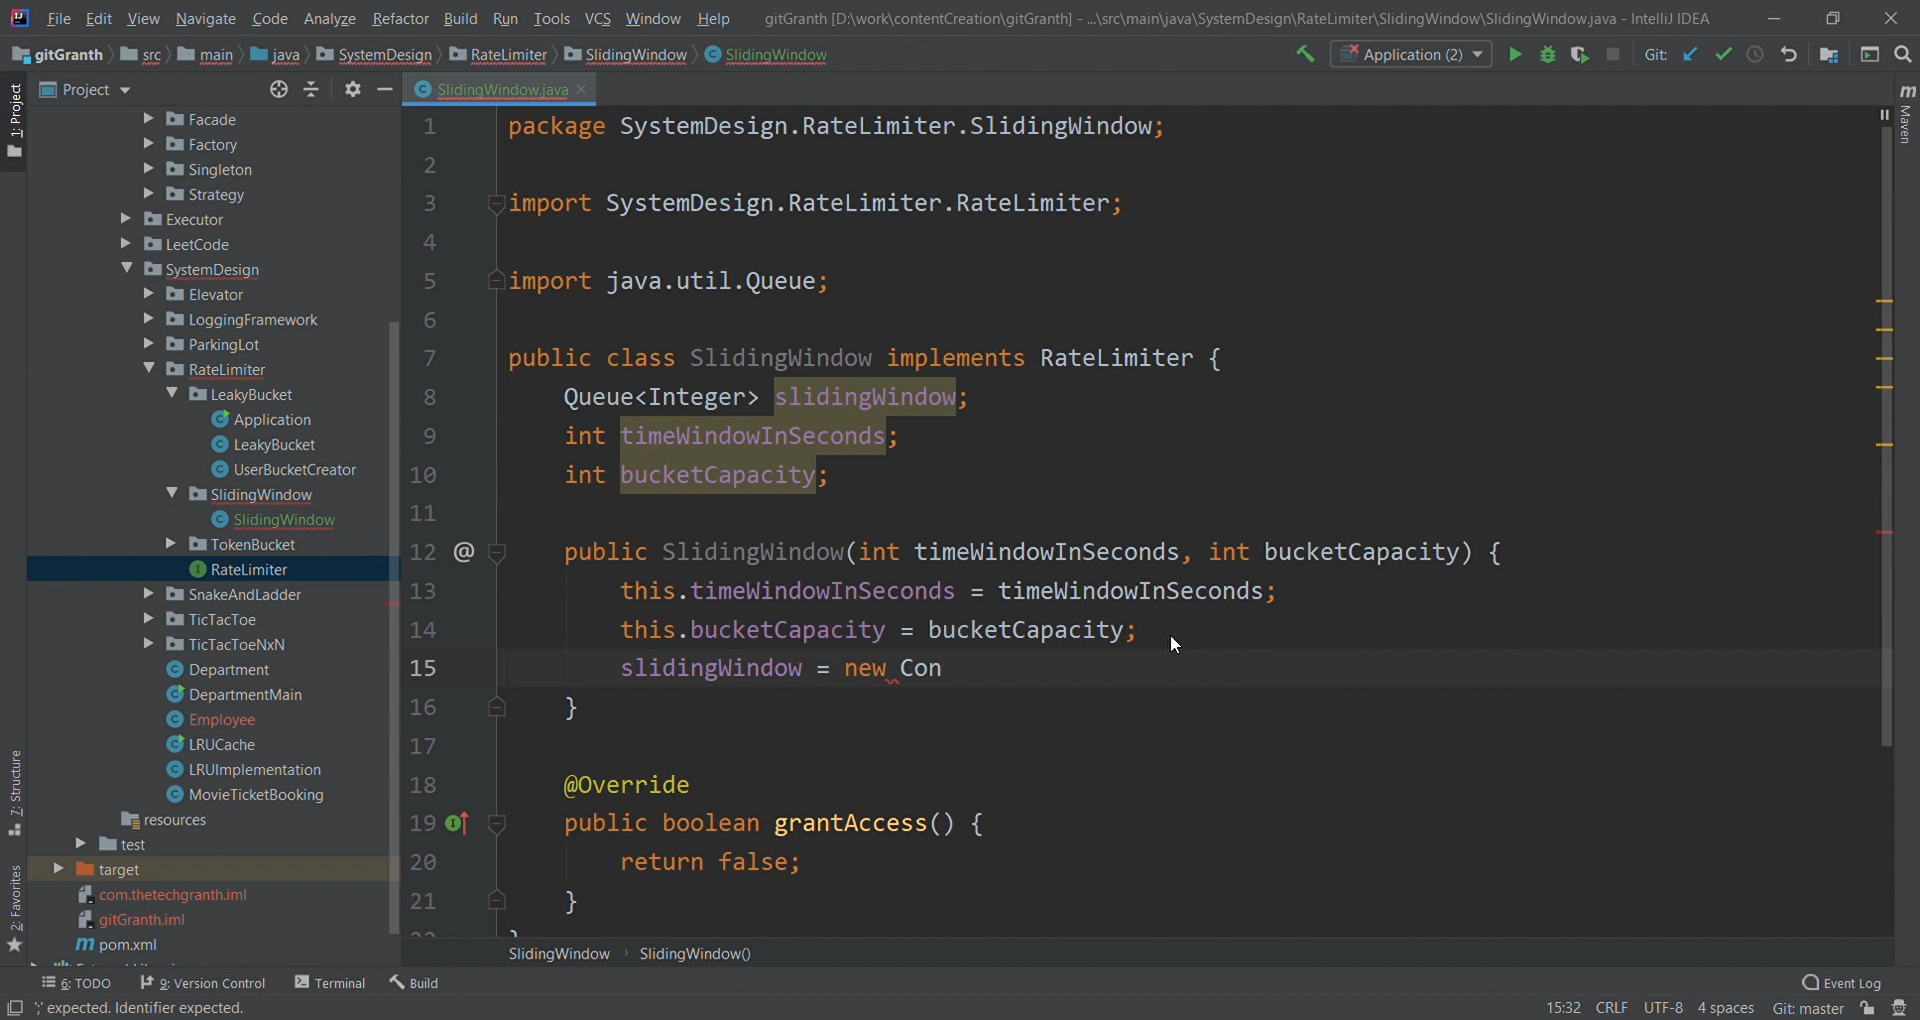 File Edit View Navigate Code Analyze Refactor Build Run Tools VCS Window Help gitGranth [D:\work\contentCreation\gitGranth] - ...\src\main\java\SystemDesign\RateLimiter\SlidingWindow\SlidingWindow.java - IntelliJ IDEA
gitGranth src main java SystemDesign RateLimiter SlidingWindow SlidingWindow Application (2) Git:
1: Project
Project
SlidingWindow.java
Maven
Facade
Factory
Singleton
Strategy
Executor
LeetCode
SystemDesign
Elevator
LoggingFramework
ParkingLot
RateLimiter
LeakyBucket
Application
LeakyBucket
UserBucketCreator
SlidingWindow
SlidingWindow
TokenBucket
RateLimiter
SnakeAndLadder
TicTacToe
TicTacToeNxN
Department
DepartmentMain
Employee
LRUCache
LRUImplementation
MovieTicketBooking
resources
test
target
com.thetechgranth.iml
gitGranth.iml
pom.xml
7: Structure
2: Favorites
1 package SystemDesign.RateLimiter.SlidingWindow;
2
3 import SystemDesign.RateLimiter.RateLimiter;
4
5 import java.util.Queue;
6
7 public class SlidingWindow implements RateLimiter {
8 Queue<Integer> slidingWindow;
9 int timeWindowInSeconds;
10 int bucketCapacity;
11
12 @ public SlidingWindow(int timeWindowInSeconds, int bucketCapacity) {
13 this.timeWindowInSeconds = timeWindowInSeconds;
14 this.bucketCapacity = bucketCapacity;
15 slidingWindow = new Con
16 }
17
18 @Override
19 public boolean grantAccess() {
20 return false;
21 }
SlidingWindow SlidingWindow()
6: TODO 9: Version Control Terminal Build Event Log
';' expected. Identifier expected. 15:32 CRLF UTF-8 4 spaces Git: master